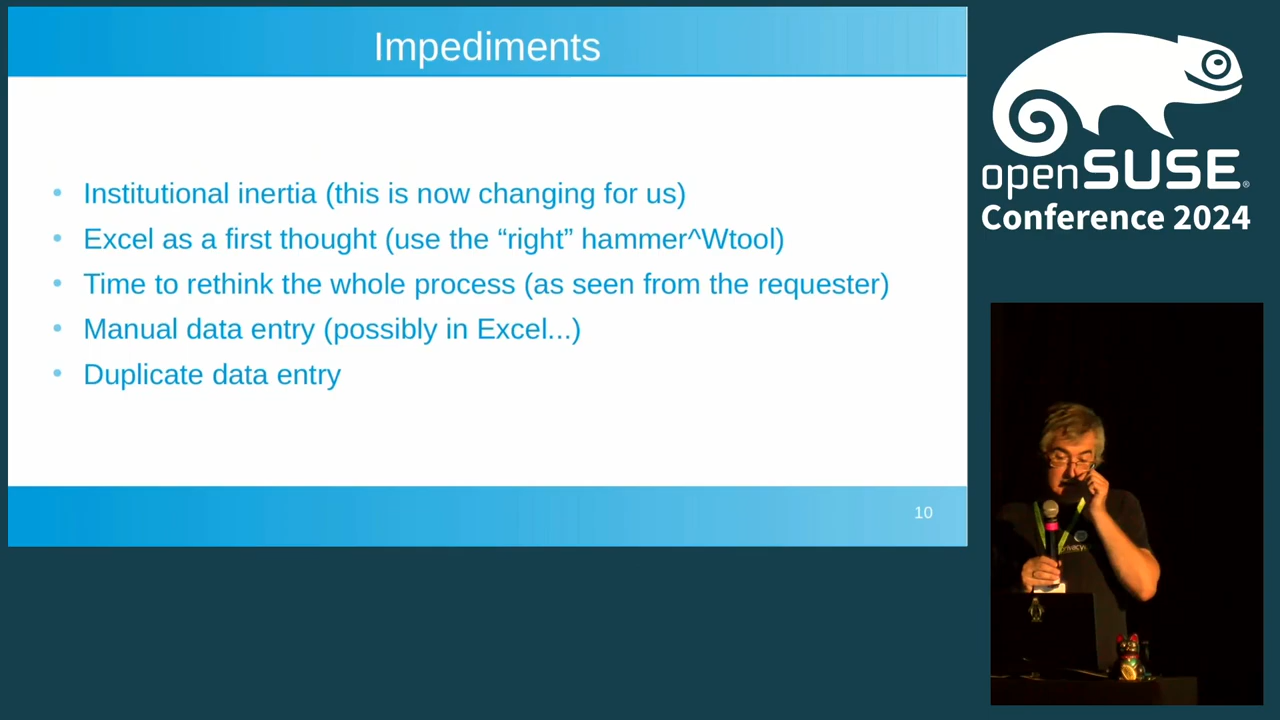 Impediments
• Institutional inertia (this is now changing for us)
• Excel as a first thought (use the “right” hammer^Wtool)
• Time to rethink the whole process (as seen from the requester)
• Manual data entry (possibly in Excel...)
• Duplicate data entry
10
openSUSE®
Conference 2024